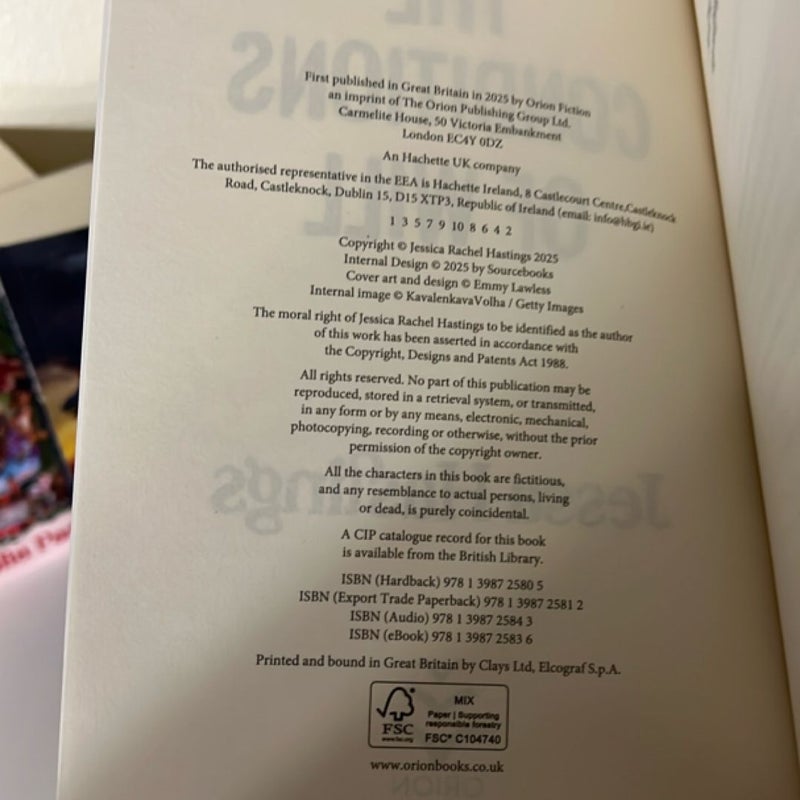 First published in Great Britain in 2025 by Orion Fiction
an imprint of The Orion Publishing Group Ltd.
Carmelite House, 50 Victoria Embankment
London EC4Y 0DZ
An Hachette UK company
The authorised representative in the EEA is Hachette Ireland, 8 Castlecourt Centre,Castleknock
Road, Castleknock, Dublin 15, D15 XTP3, Republic of Ireland (email: info@hbgi.ie)
1 3 5 7 9 10 8 6 4 2
Copyright © Jessica Rachel Hastings 2025
Internal Design © 2025 by Sourcebooks
Cover art and design © Emmy Lawless
Internal image © KavalenkavaVolha / Getty Images
The moral right of Jessica Rachel Hastings to be identified as the author
of this work has been asserted in accordance with
the Copyright, Designs and Patents Act 1988.
All rights reserved. No part of this publication may be
reproduced, stored in a retrieval system, or transmitted,
in any form or by any means, electronic, mechanical,
photocopying, recording or otherwise, without the prior
permission of the copyright owner.
All the characters in this book are fictitious,
and any resemblance to actual persons, living
or dead, is purely coincidental.
A CIP catalogue record for this book
is available from the British Library.
ISBN (Hardback) 978 1 3987 2580 5
ISBN (Export Trade Paperback) 978 1 3987 2581 2
ISBN (Audio) 978 1 3987 2584 3
ISBN (eBook) 978 1 3987 2583 6
Printed and bound in Great Britain by Clays Ltd, Elcograf S.p.A.
MIX
Paper | Supporting
responsible forestry
FSC
www.fsc.org
FSC® C104740
www.orionbooks.co.uk